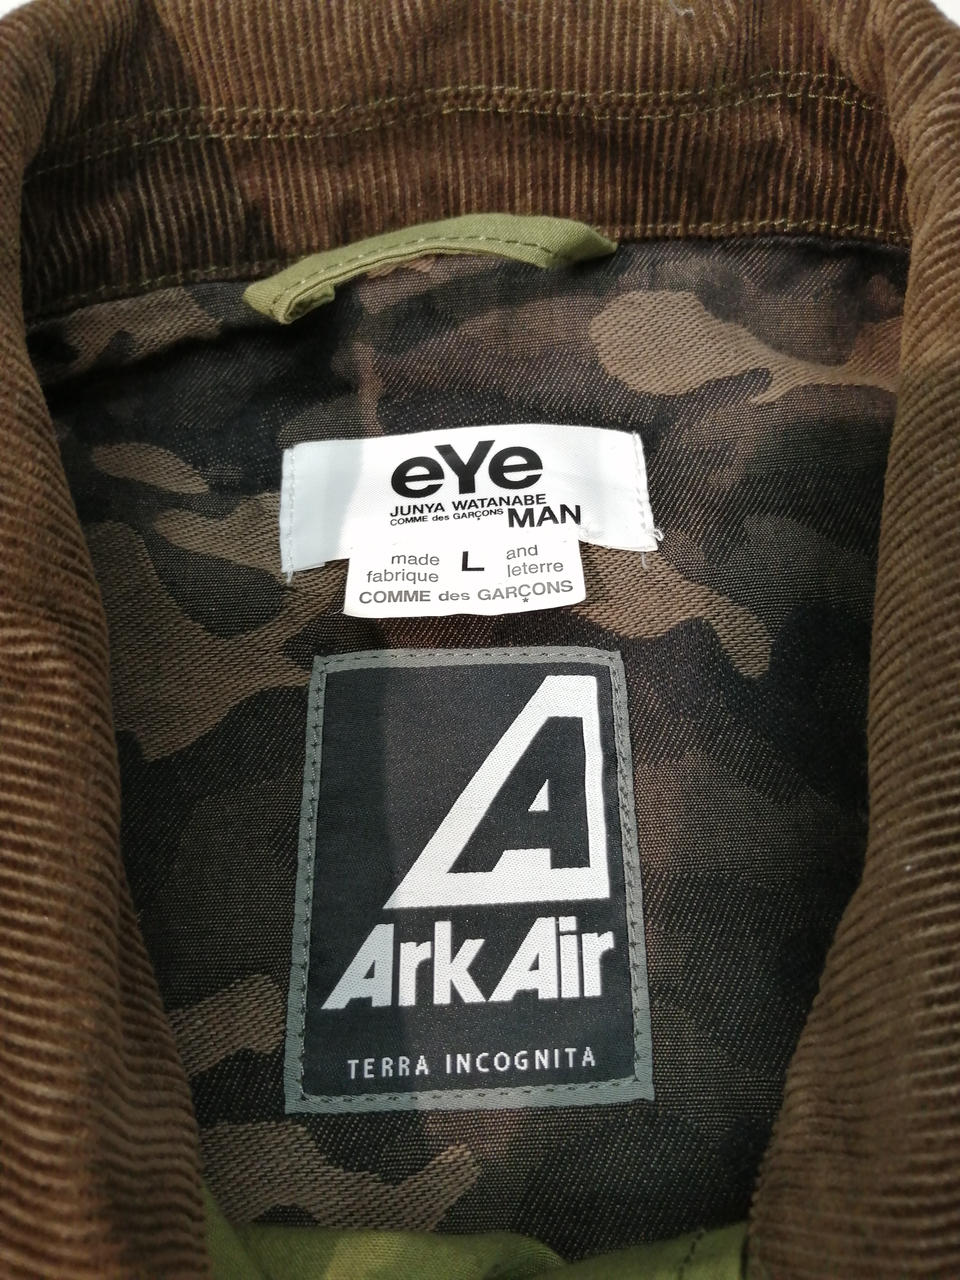 eYe
JUNYA WATANABE
COMME des GARÇONS MAN
made L and
fabrique leterre
COMME des GARÇONS
A
Ark Air
TERRA INCOGNITA